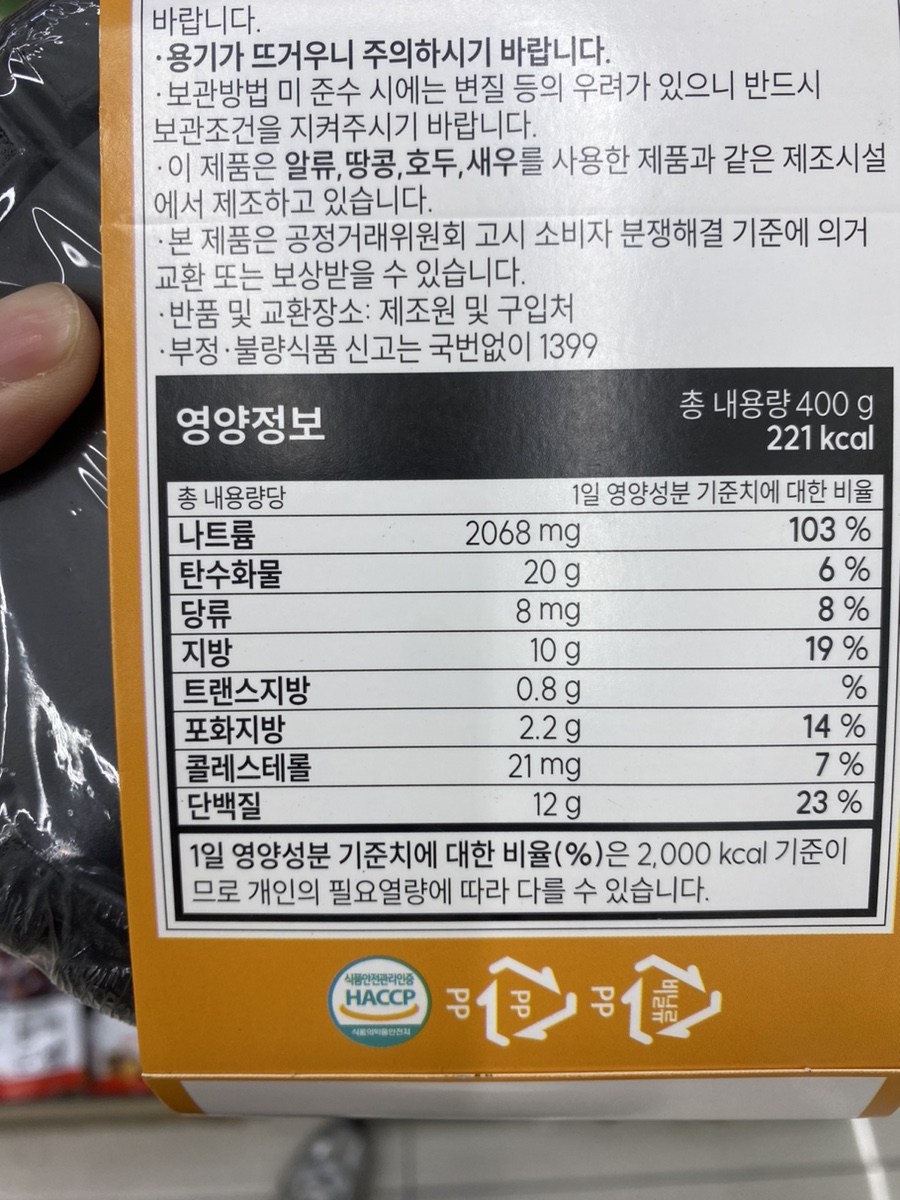 바랍니다.
·용기가 뜨거우니 주의하시기 바랍니다.
·보관방법 미 준수 시에는 변질 등의 우려가 있으니 반드시
보관조건을 지켜주시기 바랍니다.
·이 제품은 알류,땅콩,호두,새우를 사용한 제품과 같은 제조시설
에서 제조하고 있습니다.
·본 제품은 공정거래위원회 고시 소비자 분쟁해결 기준에 의거
교환 또는 보상받을 수 있습니다.
·반품 및 교환장소: 제조원 및 구입처
·부정·불량식품 신고는 국번없이 1399
영양정보
총 내용량 400 g
221 kcal
총 내용량당 1일 영양성분 기준치에 대한 비율
나트륨 2068 mg 103 %
탄수화물 20 g 6 %
당류 8 mg 8 %
지방 10 g 19 %
트랜스지방 0.8 g %
포화지방 2.2 g 14 %
콜레스테롤 21 mg 7 %
단백질 12 g 23 %
1일 영양성분 기준치에 대한 비율(%)은 2,000 kcal 기준이
므로 개인의 필요열량에 따라 다를 수 있습니다.
식품안전관리인증
HACCP
식품의약품안전처
PP
PP
PP
비닐류